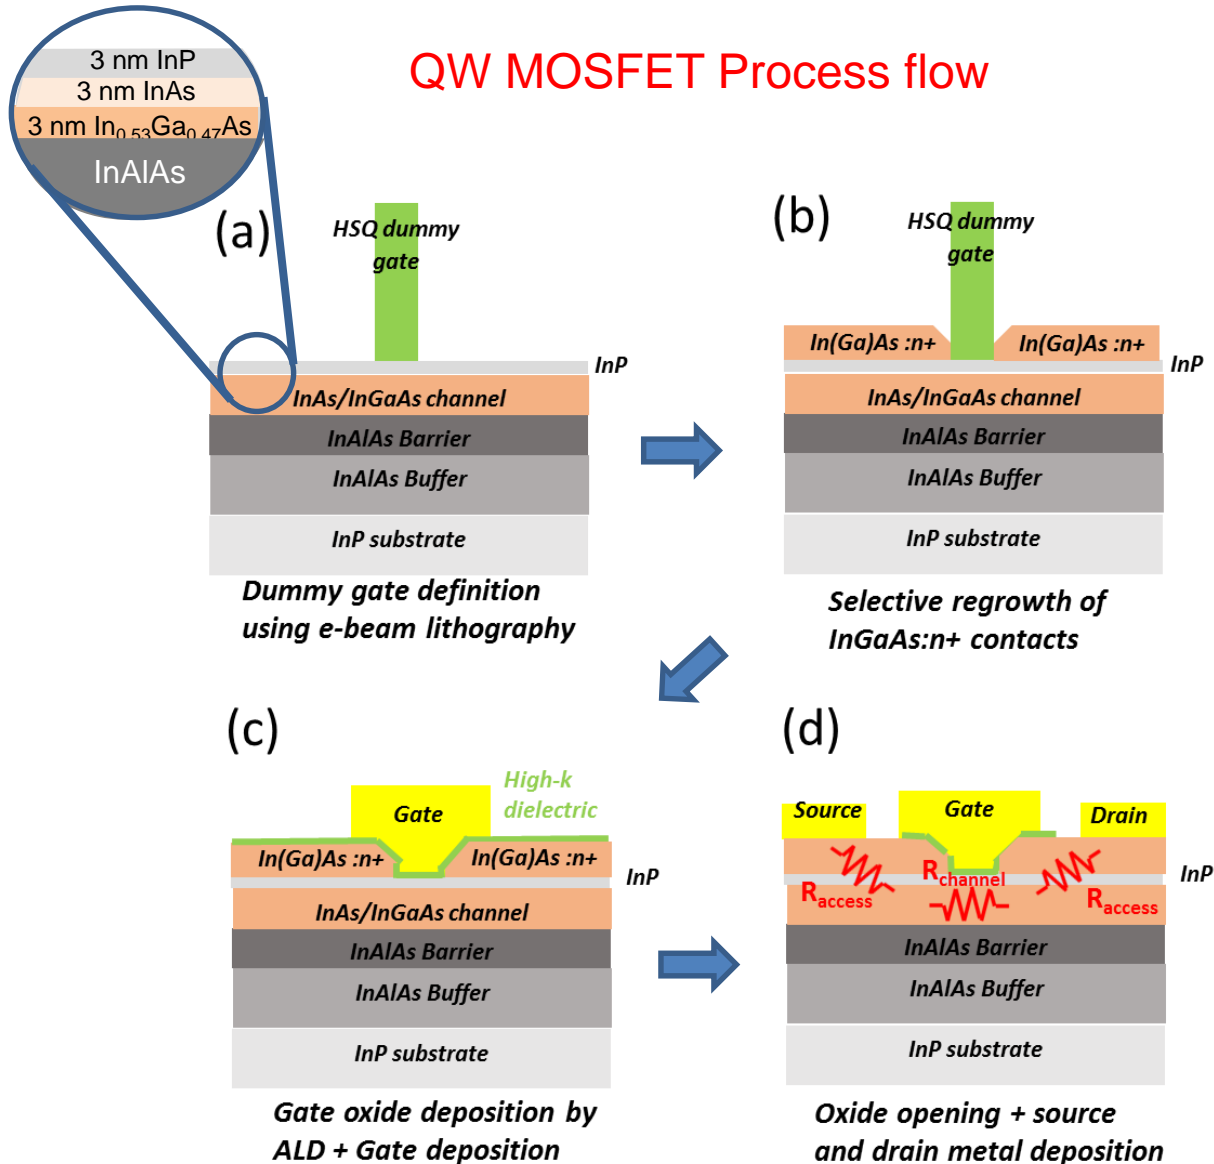 QW MOSFET Process flow
3 nm InP
3 nm InAs
3 nm In0.53Ga0.47As
InAlAs
(a)
HSQ dummy
gate
InP
InAs/InGaAs channel
InAlAs Barrier
InAlAs Buffer
InP substrate
Dummy gate definition
using e-beam lithography
(b)
HSQ dummy
gate
In(Ga)As :n+
In(Ga)As :n+
InP
InAs/InGaAs channel
InAlAs Barrier
InAlAs Buffer
InP substrate
Selective regrowth of
InGaAs:n+ contacts
(c)
High-k
dielectric
Gate
In(Ga)As :n+
In(Ga)As :n+
InP
InAs/InGaAs channel
InAlAs Barrier
InAlAs Buffer
InP substrate
Gate oxide deposition by
ALD + Gate deposition
(d)
Source
Gate
Drain
Rchannel
InP
Raccess
Raccess
InAlAs Barrier
InAlAs Buffer
InP substrate
Oxide opening + source
and drain metal deposition